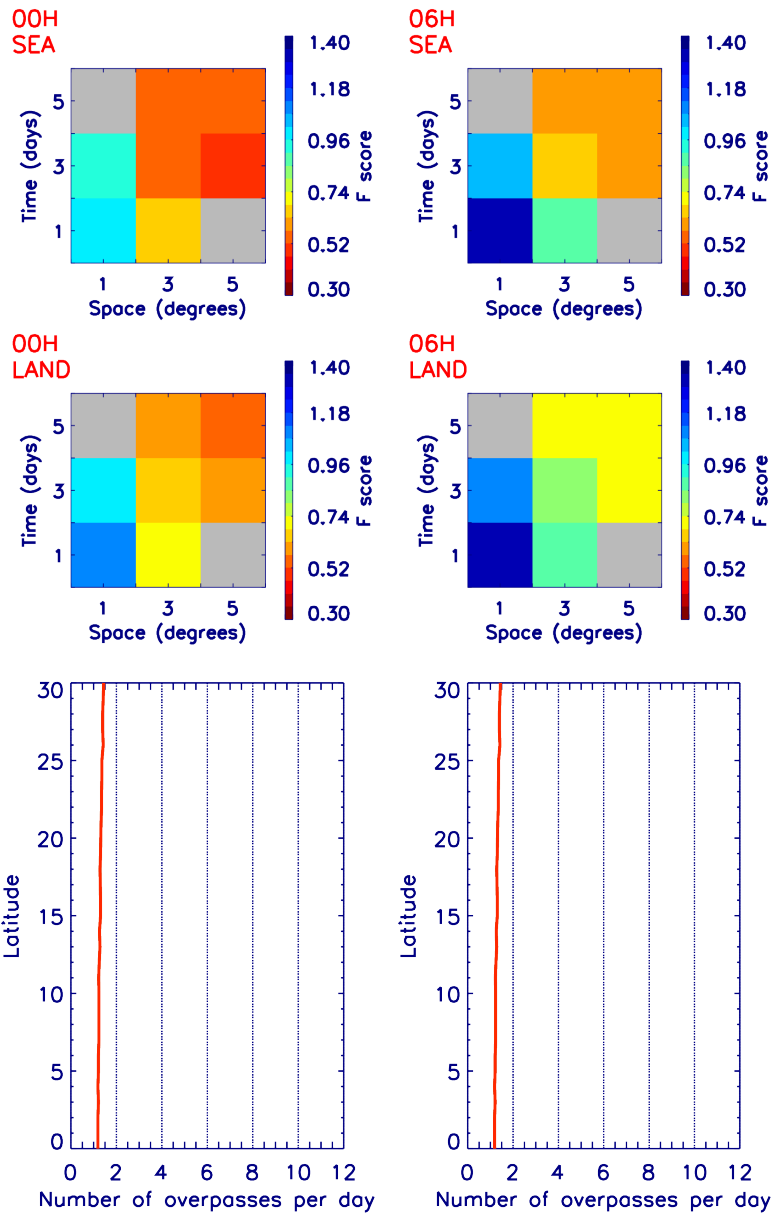 00H
SEA
5
3
1
Time (days)
1 3 5
Space (degrees)
1.40
1.18
0.96
0.74
0.52
0.30
F score
06H
SEA
5
3
1
Time (days)
1 3 5
Space (degrees)
1.40
1.18
0.96
0.74
0.52
0.30
F score
00H
LAND
5
3
1
Time (days)
1 3 5
Space (degrees)
1.40
1.18
0.96
0.74
0.52
0.30
F score
06H
LAND
5
3
1
Time (days)
1 3 5
Space (degrees)
1.40
1.18
0.96
0.74
0.52
0.30
F score
30
25
20
15
10
5
0
Latitude
0 2 4 6 8 10 12
Number of overpasses per day
30
25
20
15
10
5
0
Latitude
0 2 4 6 8 10 12
Number of overpasses per day